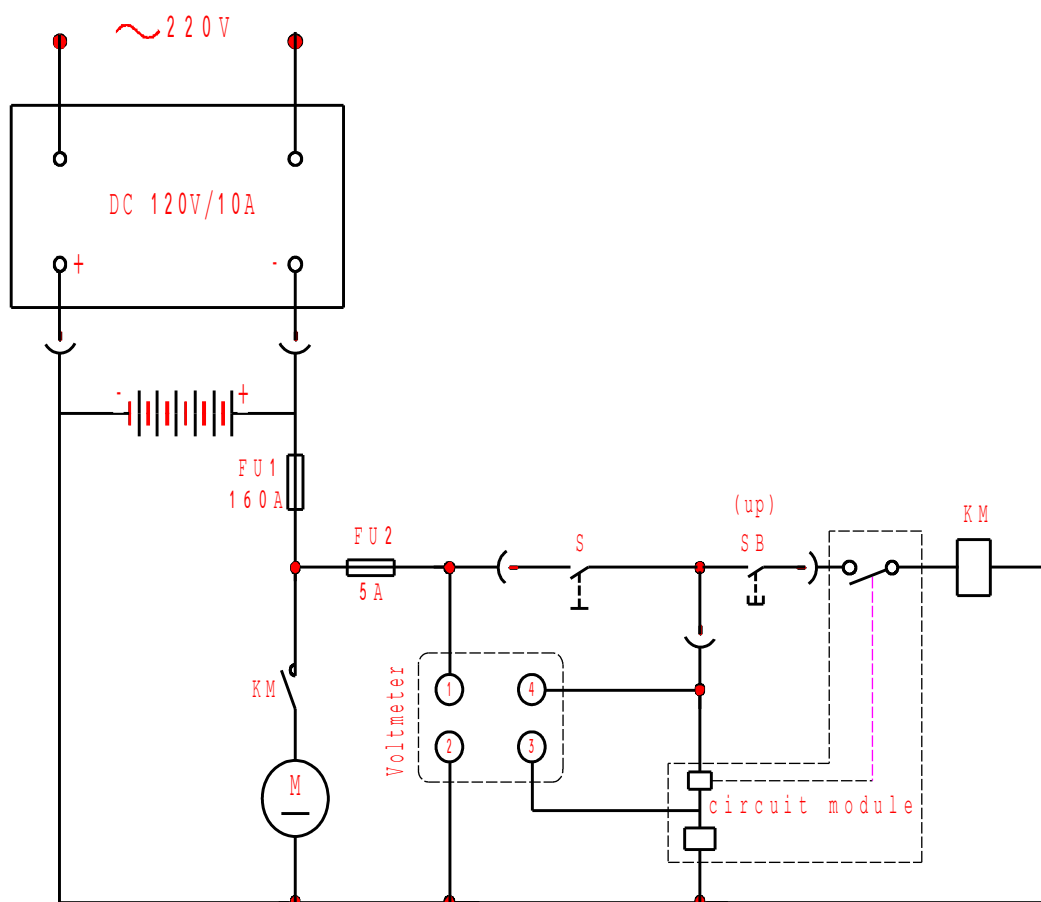 ~220V
DC 120V/10A
+ -
- +
FU1
160A
FU2
5A
S
(up)
SB
KM
KM
M
Voltmeter
1 4
2 3
circuit module